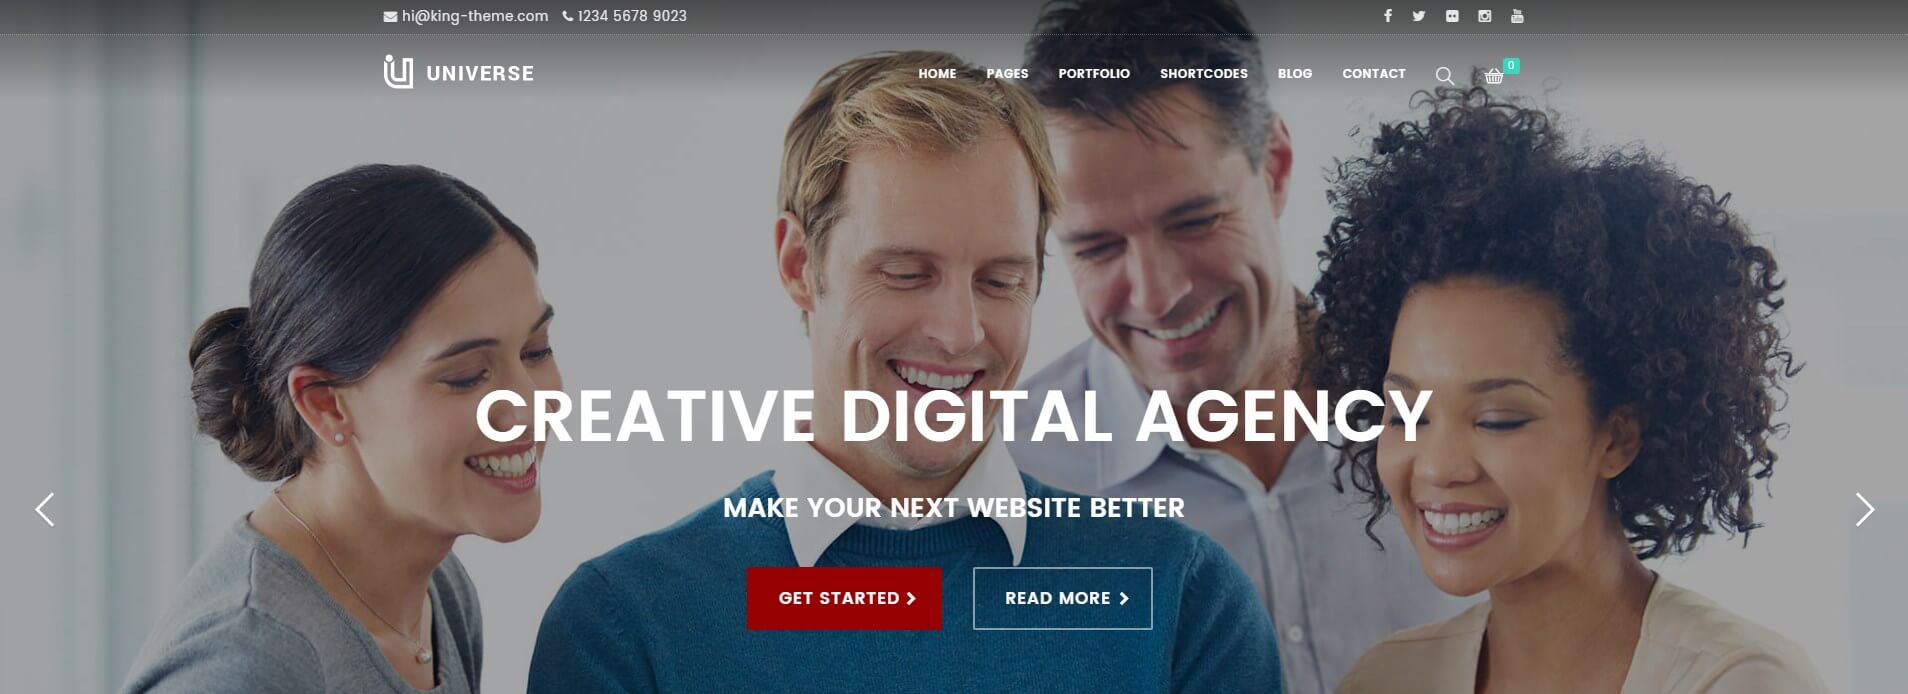 hi@king-theme.com 1234 5678 9023
UNIVERSE
HOME PAGES PORTFOLIO SHORTCODES BLOG CONTACT 0
CREATIVE DIGITAL AGENCY
MAKE YOUR NEXT WEBSITE BETTER
GET STARTED READ MORE